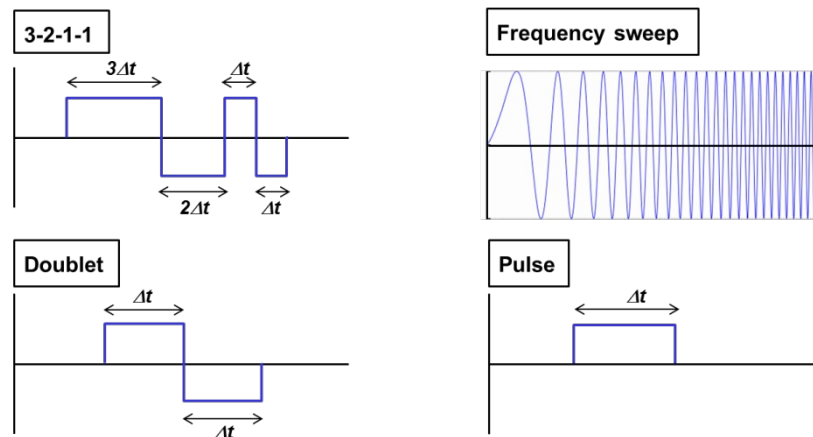 3-2-1-1
3Δt
Δt
2Δt
Δt
Frequency sweep
Doublet
Δt
Δt
Pulse
Δt